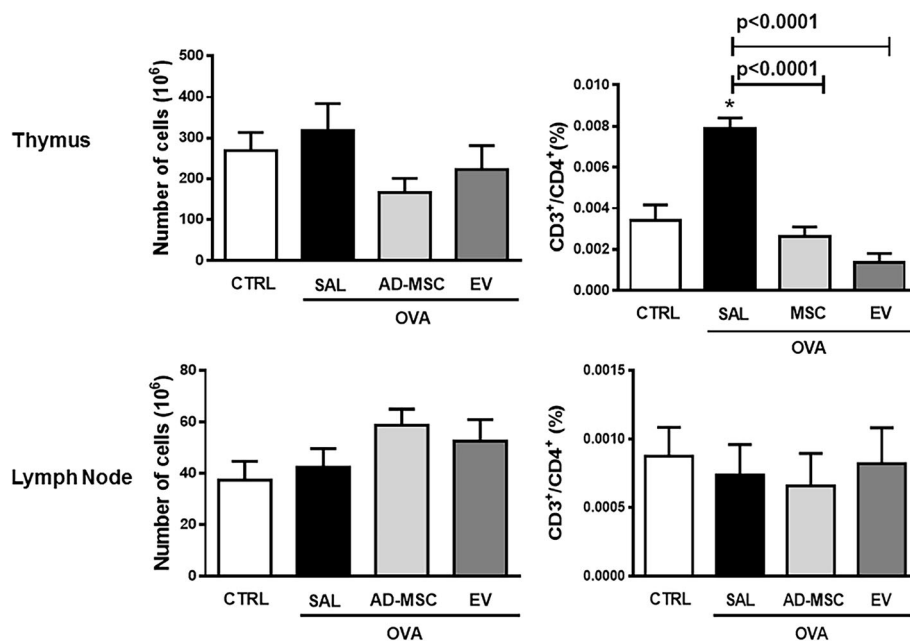 Thymus
Number of cells (10⁶)
500
400
300
200
100
0
CTRL
SAL
AD-MSC
EV
OVA
p<0.0001
p<0.0001
*
CD3⁺/CD4⁺(%)
0.010
0.008
0.006
0.004
0.002
0.000
CTRL
SAL
MSC
EV
OVA
Lymph Node
Number of cells (10⁶)
80
60
40
20
0
CTRL
SAL
AD-MSC
EV
OVA
CD3⁺/CD4⁺ (%)
0.0015
0.0010
0.0005
0.0000
CTRL
SAL
AD-MSC
EV
OVA